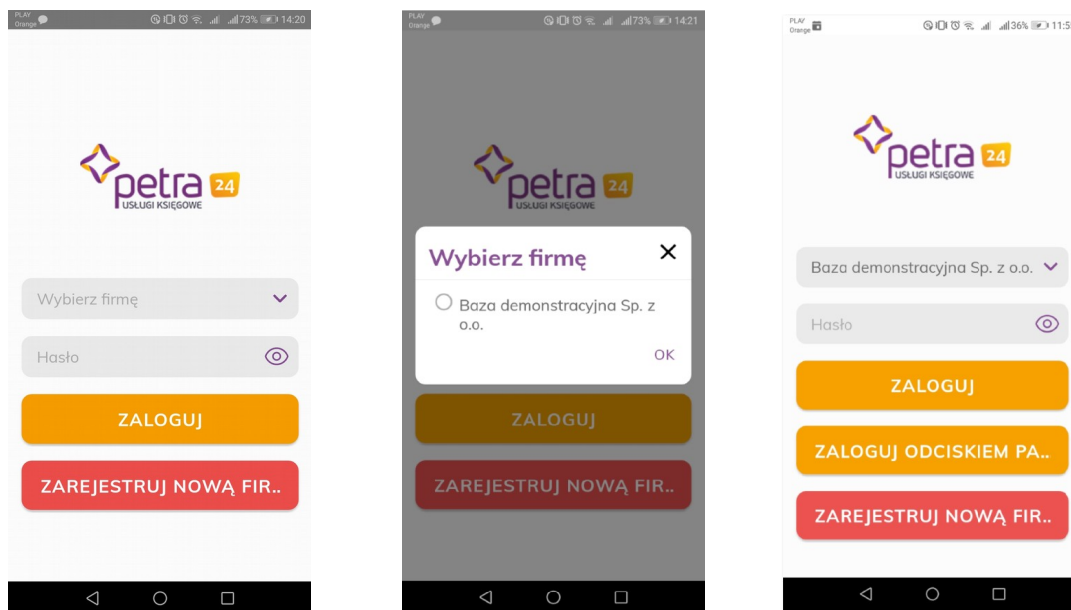 PLAY
Orange
73% 14:20
petra 24
USŁUGI KSIĘGOWE
Wybierz firmę
Hasło
ZALOGUJ
ZAREJESTRUJ NOWĄ FIR..
PLAY
Orange
73% 14:21
petra 24
USŁUGI KSIĘGOWE
Wybierz firmę
Baza demonstracyjna Sp. z
o.o.
OK
ZALOGUJ
ZAREJESTRUJ NOWĄ FIR..
PLAY
Orange
36% 11:5
petra 24
USŁUGI KSIĘGOWE
Baza demonstracyjna Sp. z o.o.
Hasło
ZALOGUJ
ZALOGUJ ODCISKIEM PA..
ZAREJESTRUJ NOWĄ FIR..